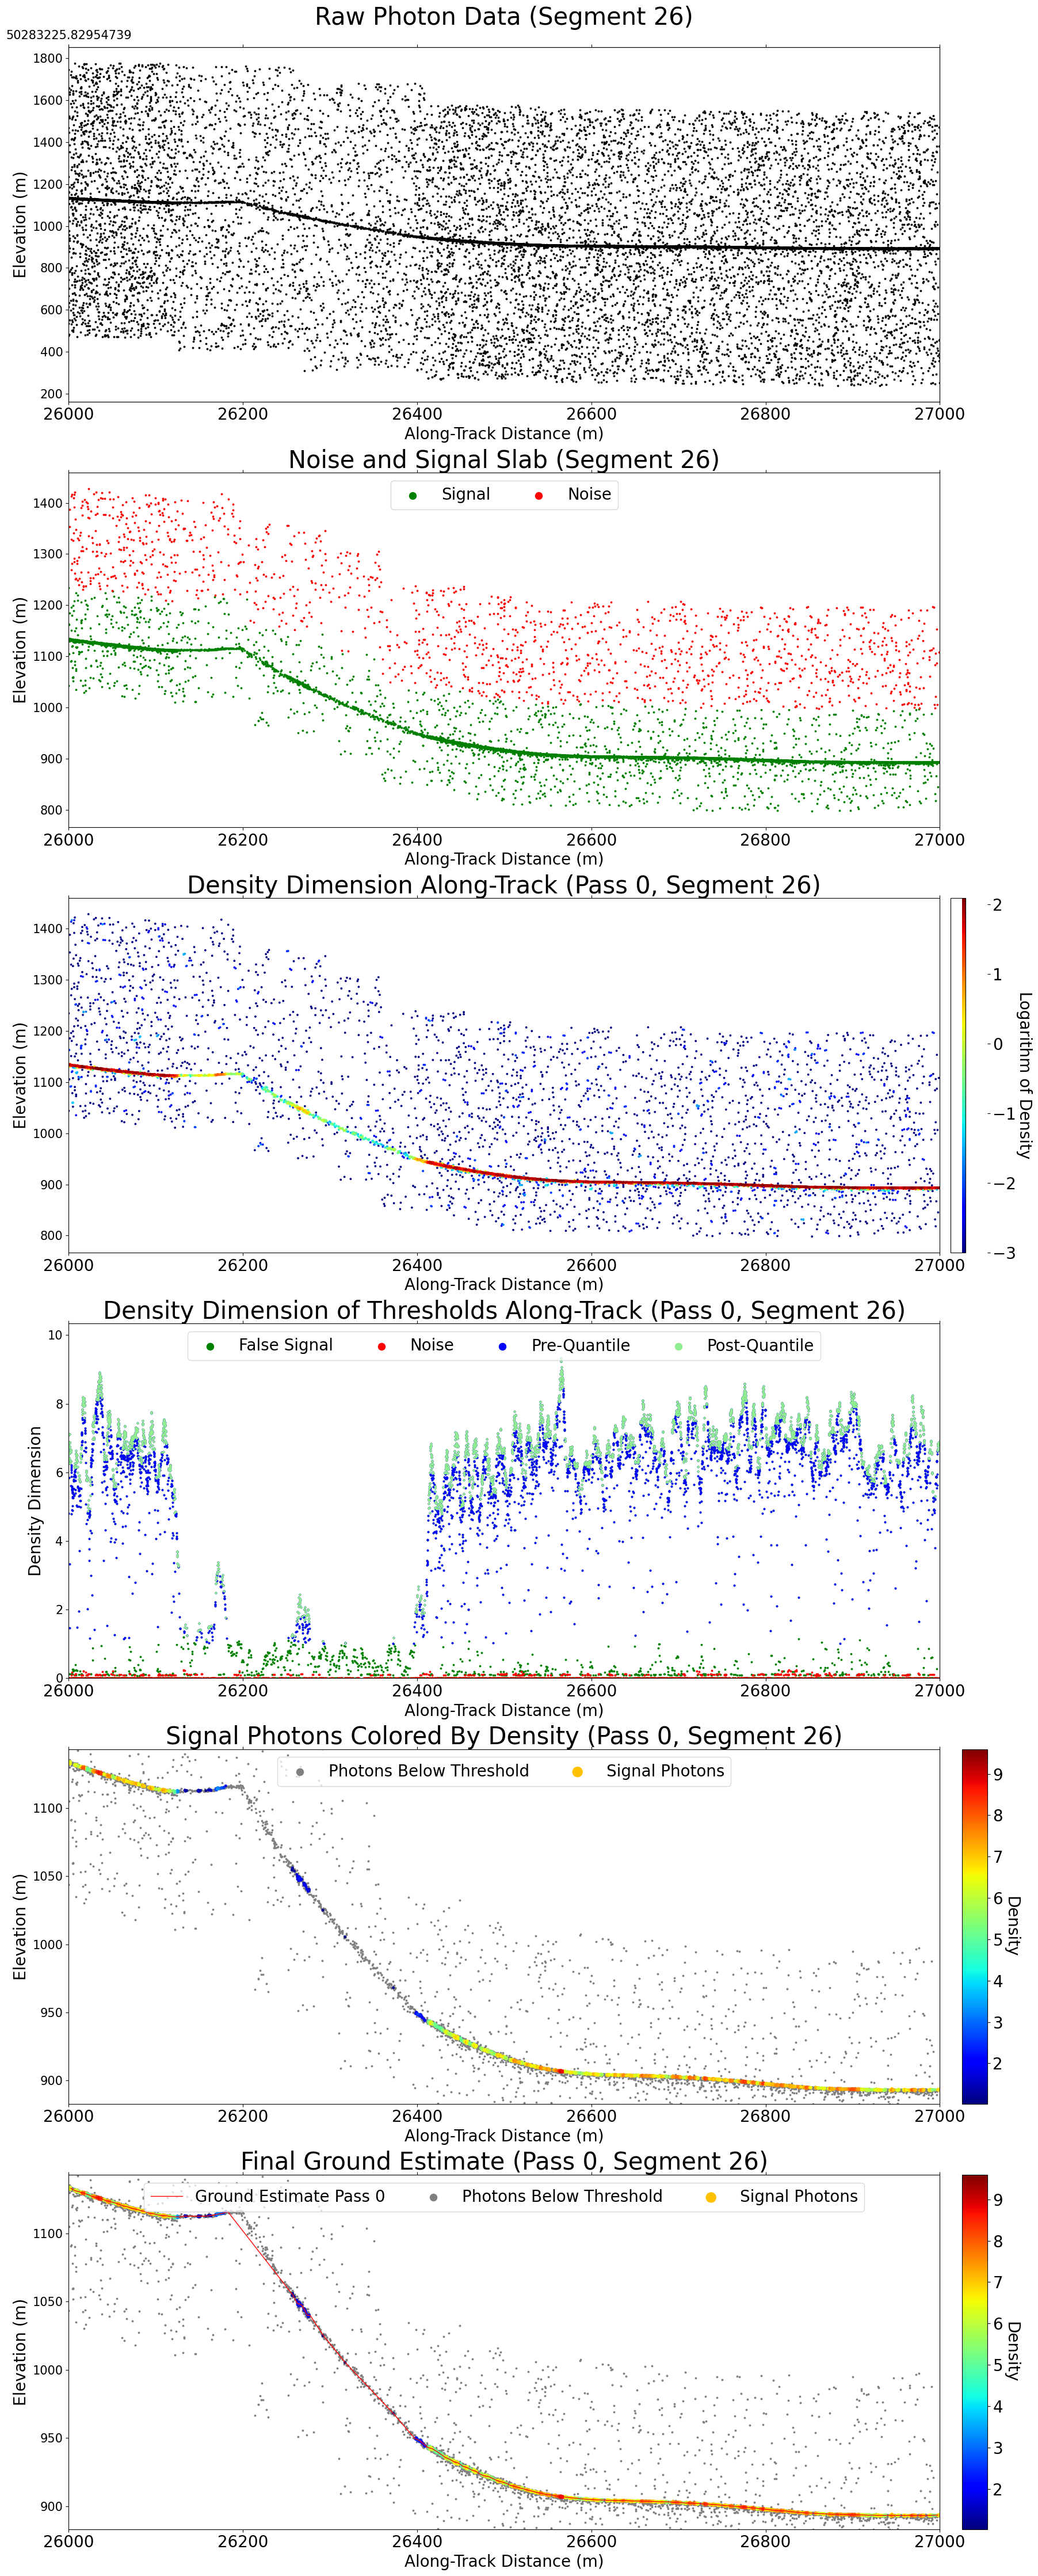 Raw Photon Data (Segment 26)
50283225.82954739
1800
1600
1400
1200
1000
800
600
400
200
Elevation (m)
26000 26200 26400 26600 26800 27000
Along-Track Distance (m)
Noise and Signal Slab (Segment 26)
Signal Noise
1400
1300
1200
1100
1000
900
800
Elevation (m)
26000 26200 26400 26600 26800 27000
Along-Track Distance (m)
Density Dimension Along-Track (Pass 0, Segment 26)
1400
1300
1200
1100
1000
900
800
Elevation (m)
26000 26200 26400 26600 26800 27000
Along-Track Distance (m)
2
1
0
−1
−2
−3
Logarithm of Density
Density Dimension of Thresholds Along-Track (Pass 0, Segment 26)
False Signal Noise Pre-Quantile Post-Quantile
10
8
6
4
2
0
Density Dimension
26000 26200 26400 26600 26800 27000
Along-Track Distance (m)
Signal Photons Colored By Density (Pass 0, Segment 26)
Photons Below Threshold Signal Photons
1100
1050
1000
950
900
Elevation (m)
26000 26200 26400 26600 26800 27000
Along-Track Distance (m)
9
8
7
6
5
4
3
2
Density
Final Ground Estimate (Pass 0, Segment 26)
Ground Estimate Pass 0 Photons Below Threshold Signal Photons
1100
1050
1000
950
900
Elevation (m)
26000 26200 26400 26600 26800 27000
Along-Track Distance (m)
9
8
7
6
5
4
3
2
Density